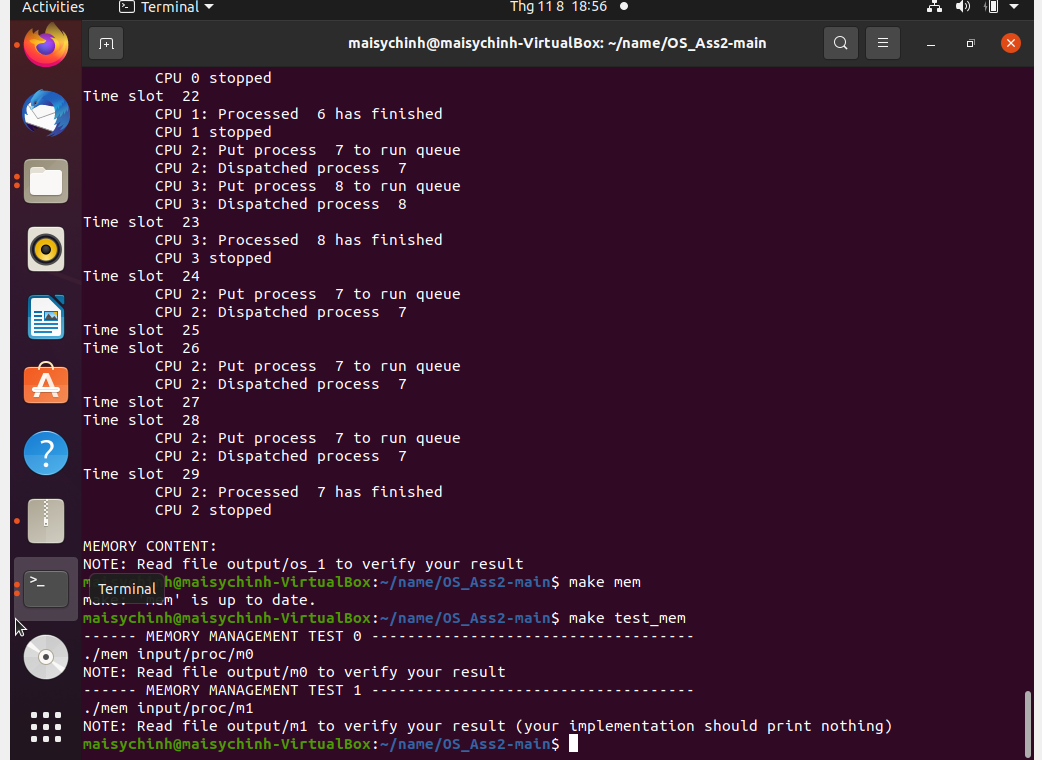 Activities
Terminal
Thg 11 8 18:56
maisychinh@maisychinh-VirtualBox: ~/name/OS_Ass2-main
CPU 0 stopped
Time slot 22
CPU 1: Processed 6 has finished
CPU 1 stopped
CPU 2: Put process 7 to run queue
CPU 2: Dispatched process 7
CPU 3: Put process 8 to run queue
CPU 3: Dispatched process 8
Time slot 23
CPU 3: Processed 8 has finished
CPU 3 stopped
Time slot 24
CPU 2: Put process 7 to run queue
CPU 2: Dispatched process 7
Time slot 25
Time slot 26
CPU 2: Put process 7 to run queue
CPU 2: Dispatched process 7
Time slot 27
Time slot 28
CPU 2: Put process 7 to run queue
CPU 2: Dispatched process 7
Time slot 29
CPU 2: Processed 7 has finished
CPU 2 stopped
MEMORY CONTENT:
NOTE: Read file output/os_1 to verify your result
h@maisychinh-VirtualBox:~/name/OS_Ass2-main$ make mem
Terminal
' is up to date.
maisychinh@maisychinh-VirtualBox:~/name/OS_Ass2-main$ make test_mem
------ MEMORY MANAGEMENT TEST 0 ------------------------------------
./mem input/proc/m0
NOTE: Read file output/m0 to verify your result
------ MEMORY MANAGEMENT TEST 1 ------------------------------------
./mem input/proc/m1
NOTE: Read file output/m1 to verify your result (your implementation should print nothing)
maisychinh@maisychinh-VirtualBox:~/name/OS_Ass2-main$